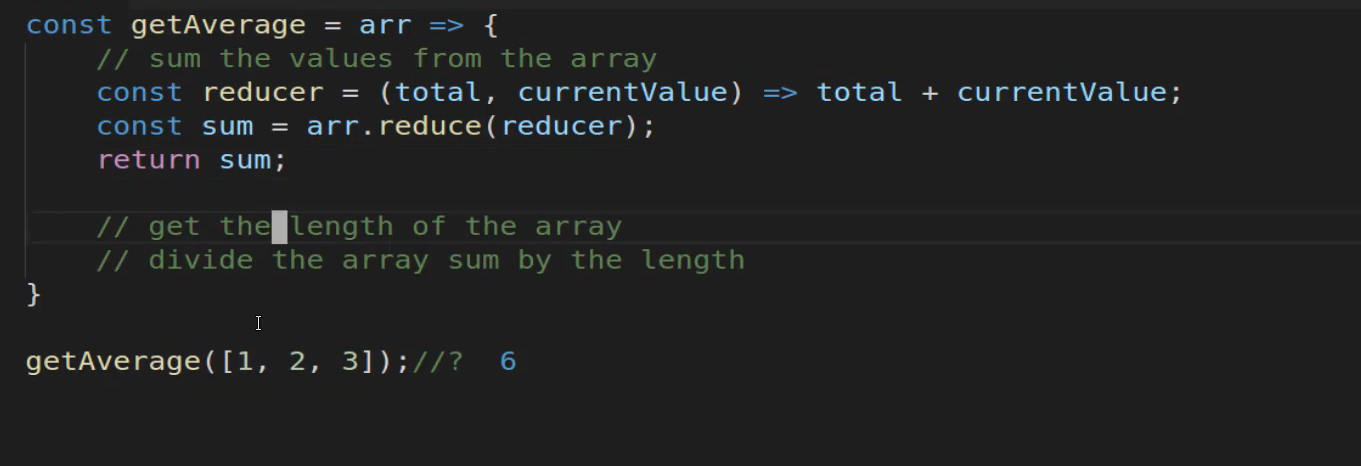 const getAverage = arr => {
    // sum the values from the array
    const reducer = (total, currentValue) => total + currentValue;
    const sum = arr.reduce(reducer);
    return sum;

    // get the length of the array
    // divide the array sum by the length
}

getAverage([1, 2, 3]);//?  6